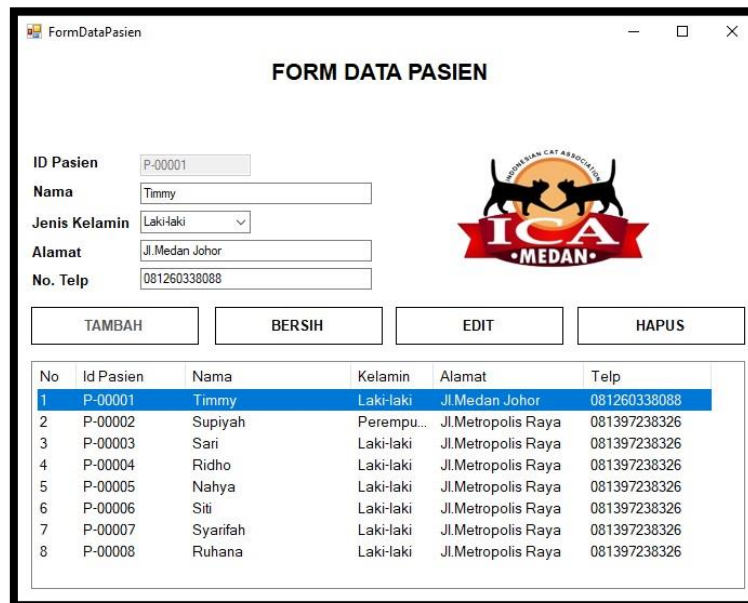 FormDataPasien
FORM DATA PASIEN
ID Pasien P-00001
Nama Timmy
Jenis Kelamin Laki-laki
Alamat Jl.Medan Johor
No. Telp 081260338088
INDONESIAN CAT ASSOCIATION
ICA
•MEDAN•
TAMBAH BERSIH EDIT HAPUS
No Id Pasien Nama Kelamin Alamat Telp
1 P-00001 Timmy Laki-laki Jl.Medan Johor 081260338088
2 P-00002 Supiyah Perempu... Jl.Metropolis Raya 081397238326
3 P-00003 Sari Laki-laki Jl.Metropolis Raya 081397238326
4 P-00004 Ridho Laki-laki Jl.Metropolis Raya 081397238326
5 P-00005 Nahya Laki-laki Jl.Metropolis Raya 081397238326
6 P-00006 Siti Laki-laki Jl.Metropolis Raya 081397238326
7 P-00007 Syarifah Laki-laki Jl.Metropolis Raya 081397238326
8 P-00008 Ruhana Laki-laki Jl.Metropolis Raya 081397238326